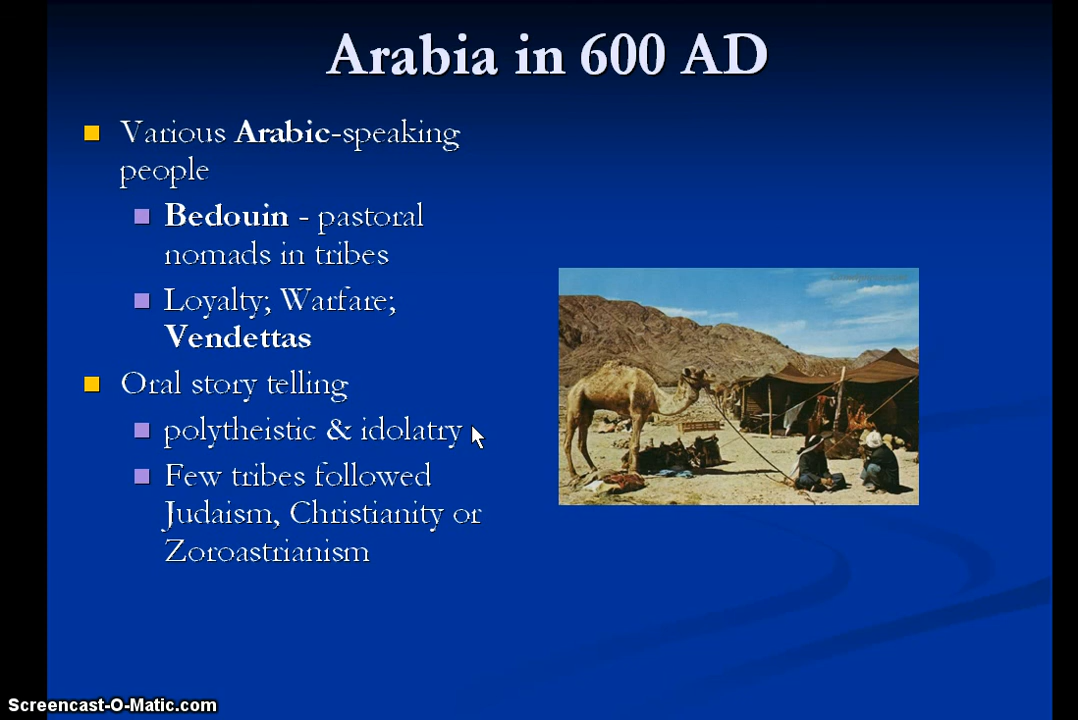 Arabia in 600 AD
Various Arabic-speaking
people
Bedouin - pastoral
nomads in tribes
Loyalty; Warfare;
Vendettas
Oral story telling
polytheistic & idolatry
Few tribes followed
Judaism, Christianity or
Zoroastrianism
Screencast-O-Matic.com